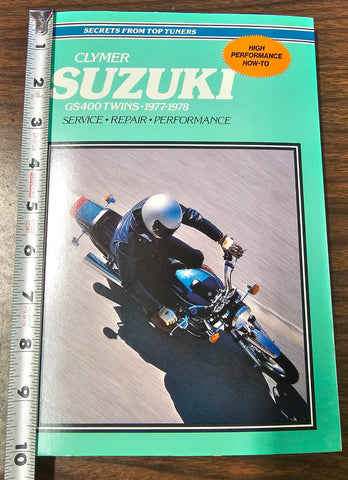 SECRETS FROM TOP TUNERS
HIGH
PERFORMANCE
HOW-TO
CLYMER
SUZUKI
GS400 TWINS • 1977-1978
SERVICE • REPAIR • PERFORMANCE
1
2
3
4
5
6
7
8
9
10